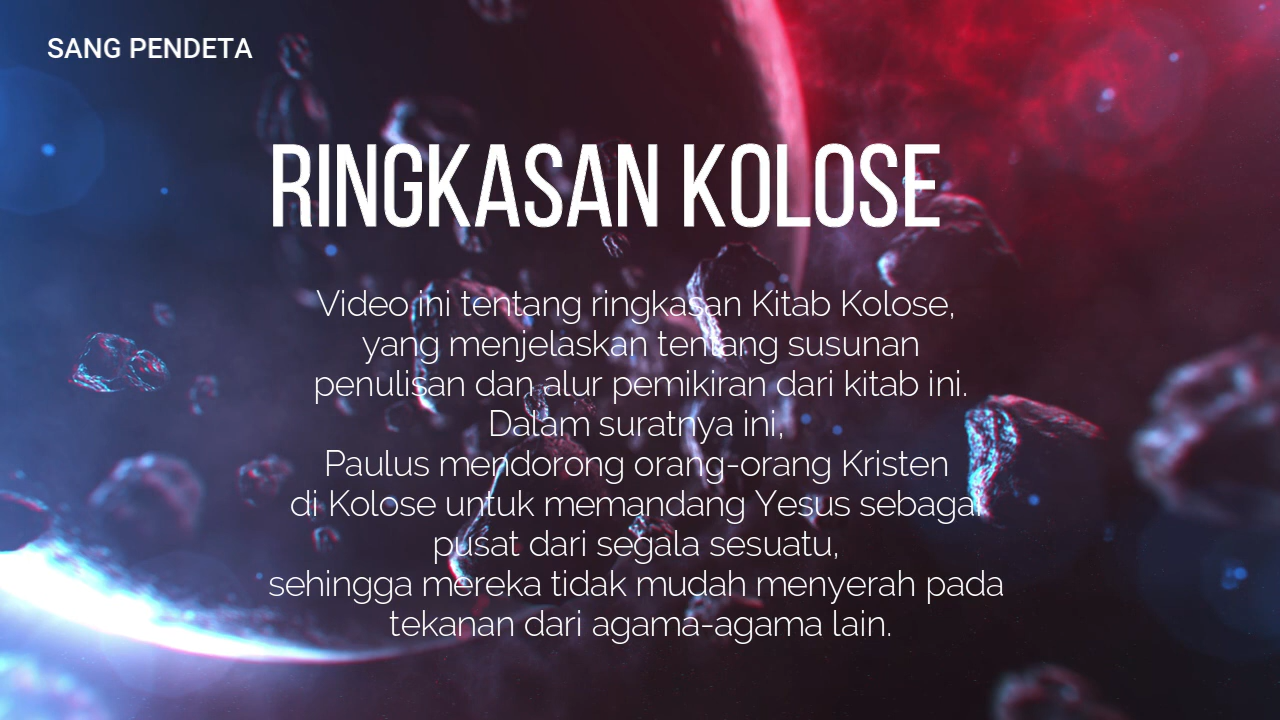 SANG PENDETA
RINGKASAN KOLOSE
Video ini tentang ringkasan Kitab Kolose,
yang menjelaskan tentang susunan
penulisan dan alur pemikiran dari kitab ini.
Dalam suratnya ini,
Paulus mendorong orang-orang Kristen
di Kolose untuk memandang Yesus sebagai
pusat dari segala sesuatu,
sehingga mereka tidak mudah menyerah pada
tekanan dari agama-agama lain.